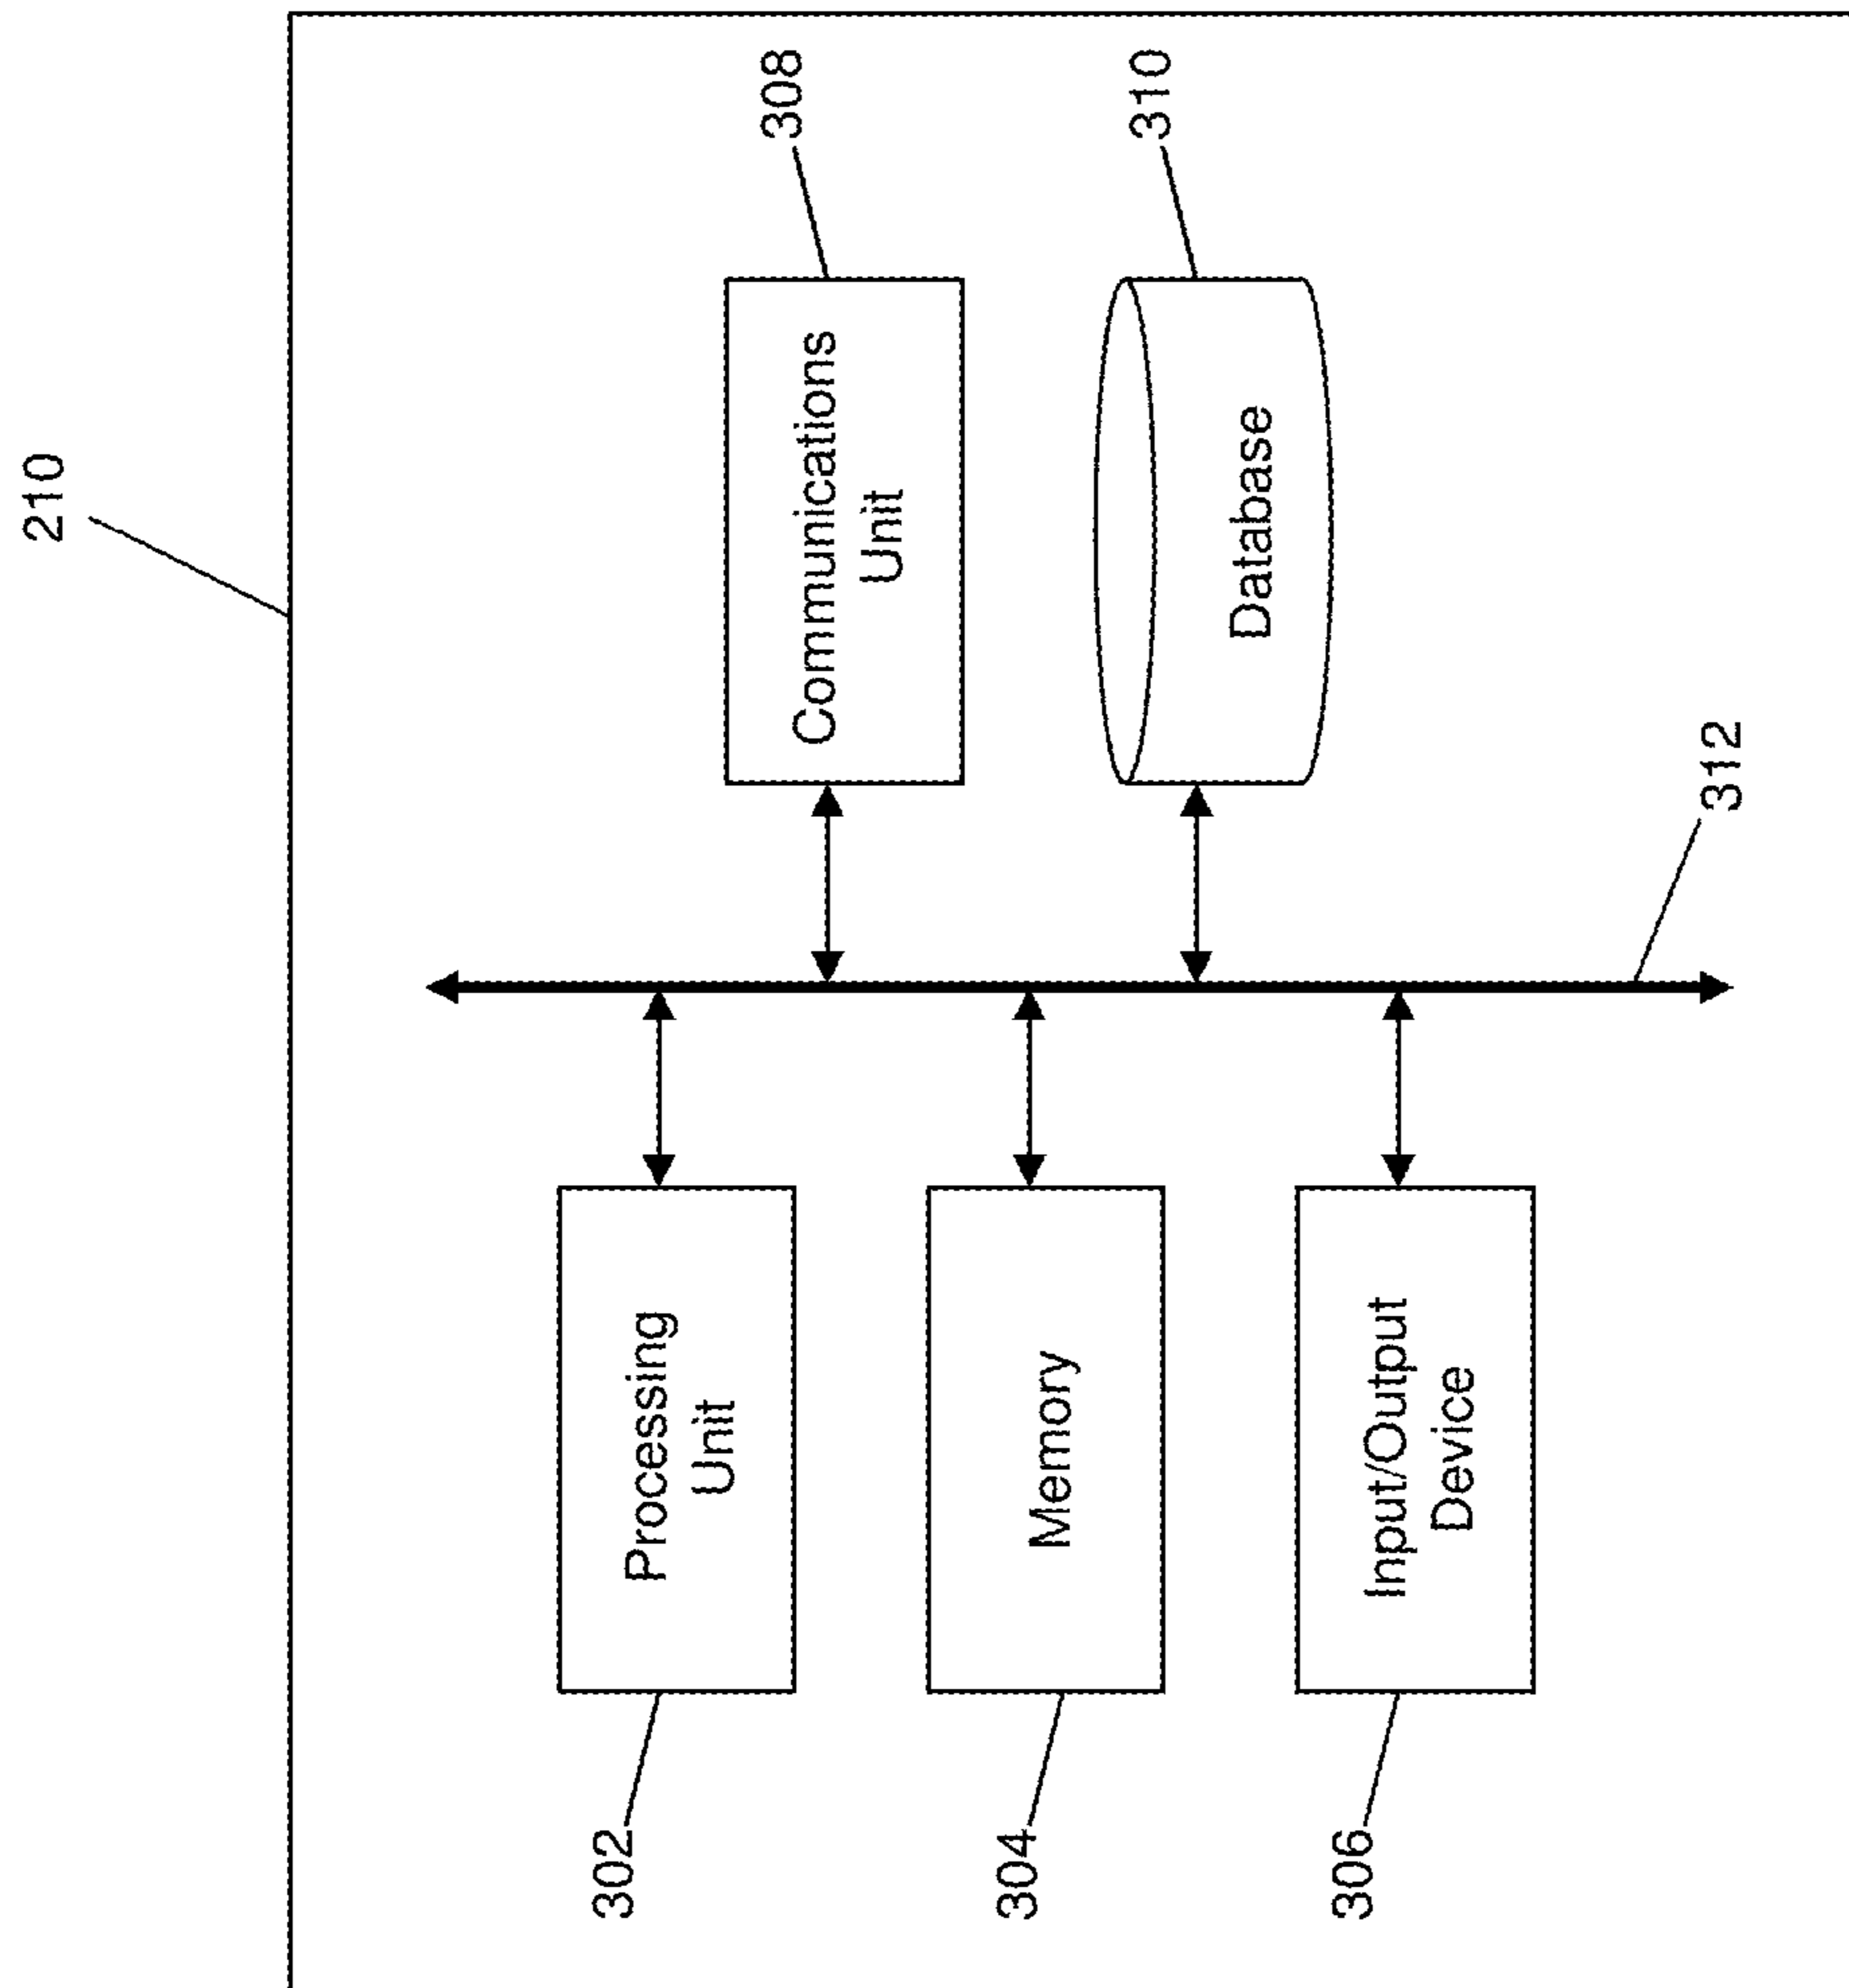 210
302
Processing
Unit
304
Memory
306
Input/Output
Device
308
Communications
Unit
310
Database
312